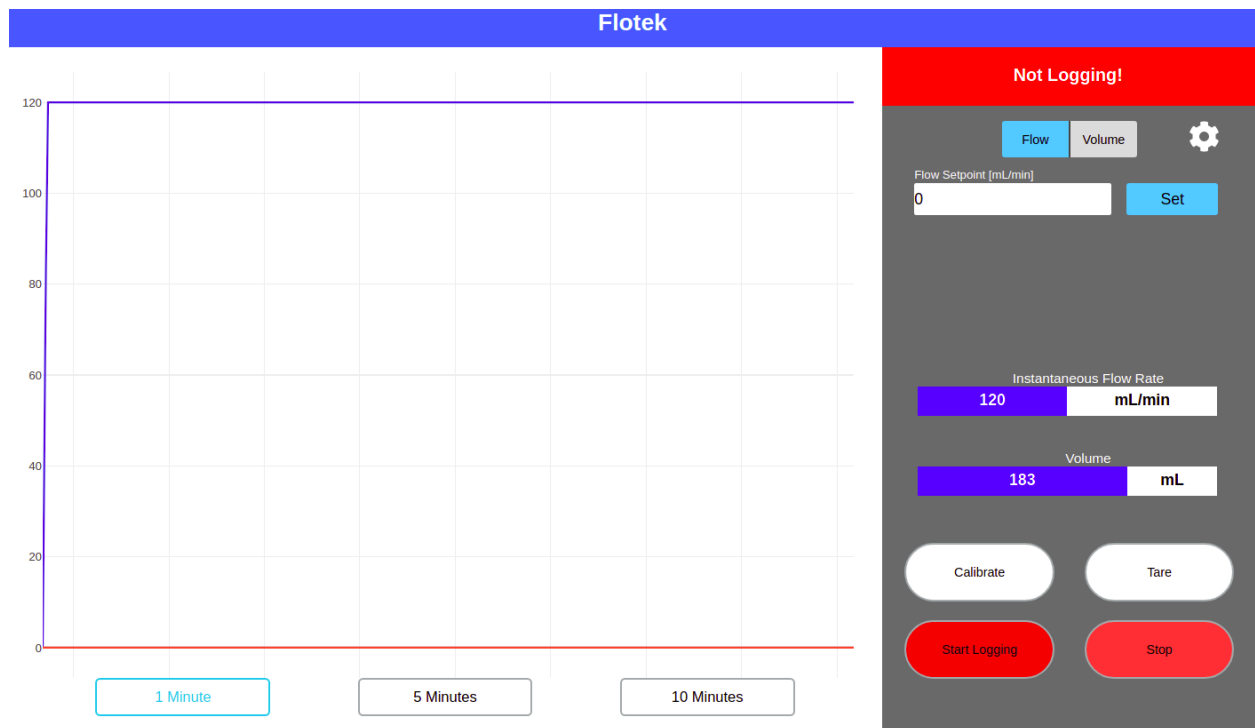 Flotek
120
100
80
60
40
20
0
1 Minute
5 Minutes
10 Minutes
Not Logging!
Flow
Volume
Flow Setpoint [mL/min]
0
Set
Instantaneous Flow Rate
120
mL/min
Volume
183
mL
Calibrate
Tare
Start Logging
Stop